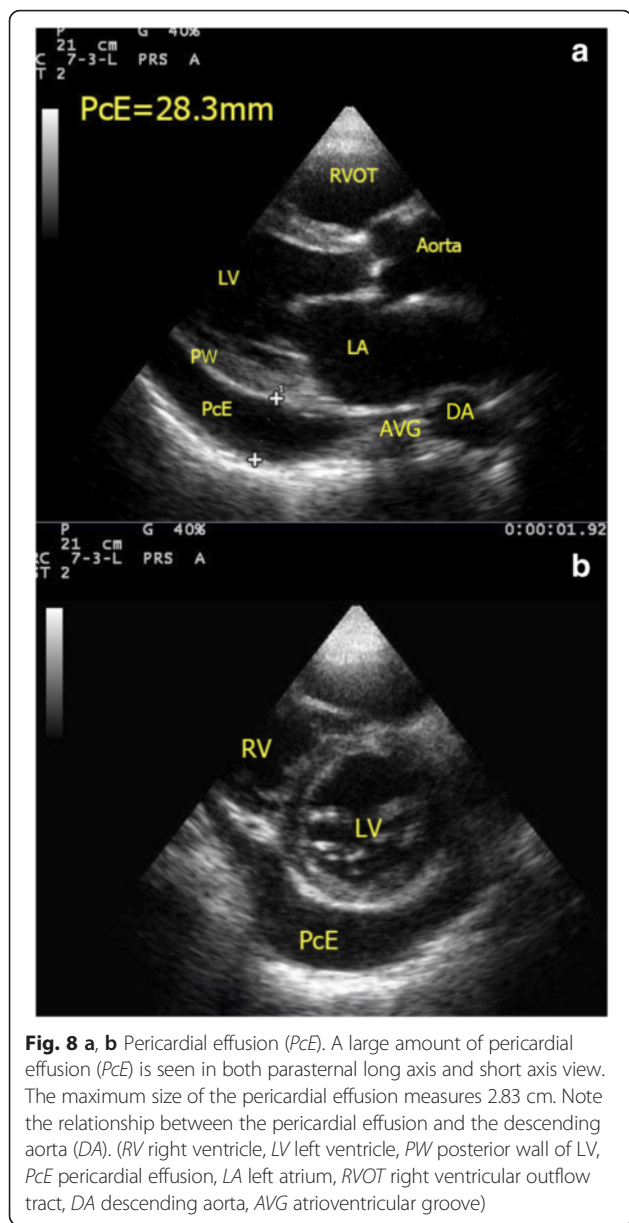 P G 40%
21 cm
C 7-3-L PRS A
T 2
a
PcE=28.3mm
RVOT
Aorta
LV
LA
PW
PcE
AVG
DA
1
P G 40% 0:00:01.92
21 cm
RC 7-3-L PRS A
ST 2
b
RV
LV
PcE
Fig. 8 a, b Pericardial effusion (PcE). A large amount of pericardial
effusion (PcE) is seen in both parasternal long axis and short axis view.
The maximum size of the pericardial effusion measures 2.83 cm. Note
the relationship between the pericardial effusion and the descending
aorta (DA). (RV right ventricle, LV left ventricle, PW posterior wall of LV,
PcE pericardial effusion, LA left atrium, RVOT right ventricular outflow
tract, DA descending aorta, AVG atrioventricular groove)